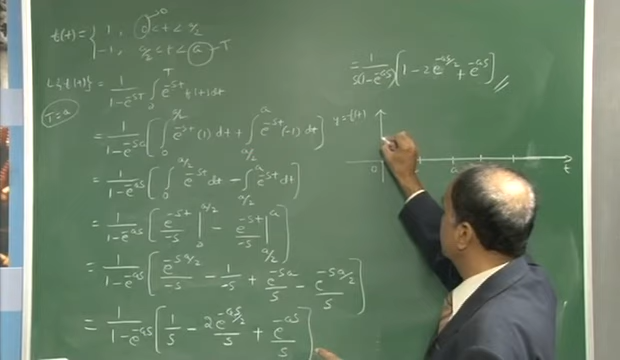 f(t) = { 1, 0 < t < a/2
-1, a/2 < t < a → T
L{f(t)} = 1/(1-e^{-sT}) ∫_0^T e^{-st} f(t) dt
T = a
= 1/(1-e^{-sa}) [ ∫_0^{a/2} e^{-st} (1) dt + ∫_{a/2}^a e^{-st} (-1) dt ]
= 1/(1-e^{-as}) [ ∫_0^{a/2} e^{-st} dt - ∫_{a/2}^a e^{-st} dt ]
= 1/(1-e^{-as}) [ e^{-st}/-s |_0^{a/2} - e^{-st}/-s |_{a/2}^a ]
= 1/(1-e^{-as}) [ e^{-sa/2}/-s - 1/-s + e^{-sa}/s - e^{-sa/2}/s ]
= 1/(1-e^{-as}) [ 1/s - 2e^{-as/2}/s + e^{-as}/s ]
= 1/(s(1-e^{-as})) [ 1 - 2e^{-as/2} + e^{-as} ]
y = f(t)
0 a t